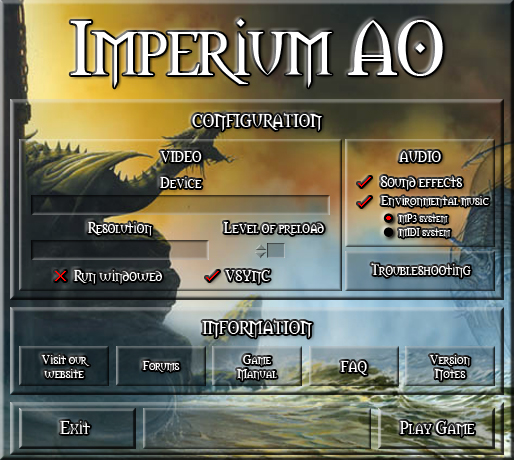 Imperium AO
CONFIGURATION
VIDEO
Device
Resolution
Level of preload
Run windowed
VSYNC
AUDIO
Sound effects
Environmental music
MP3 system
MIDI system
Troubleshooting
INFORMATION
Visit our
website
Forums
Game
Manual
FAQ
Version
Notes
Exit
Play Game